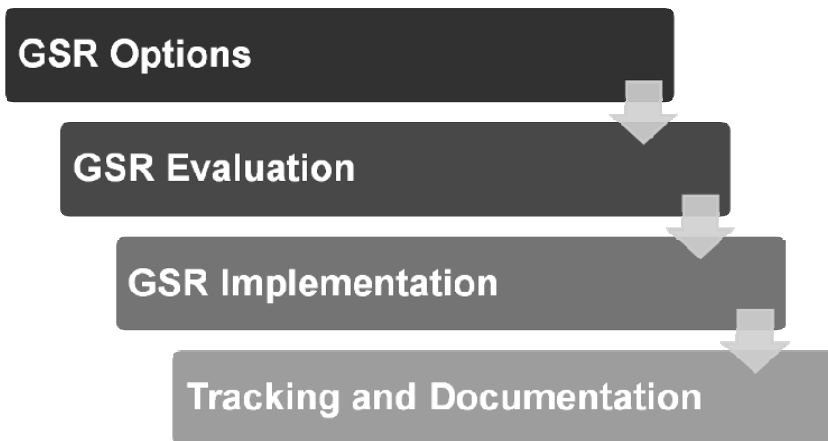 GSR Options
GSR Evaluation
GSR Implementation
Tracking and Documentation